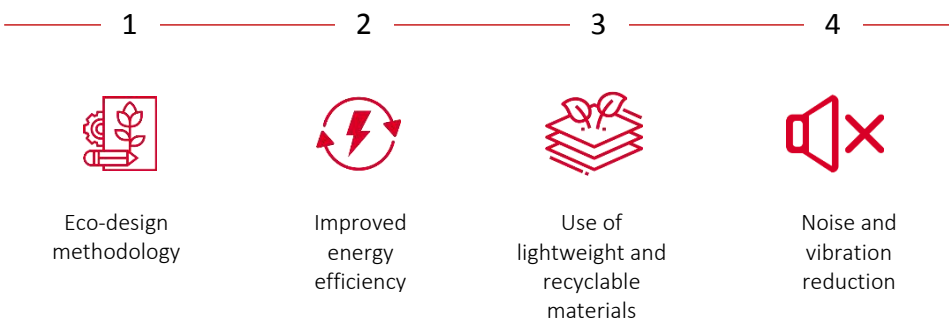 1
2
3
4
Eco-design
methodology
Improved
energy
efficiency
Use of
lightweight and
recyclable
materials
Noise and
vibration
reduction